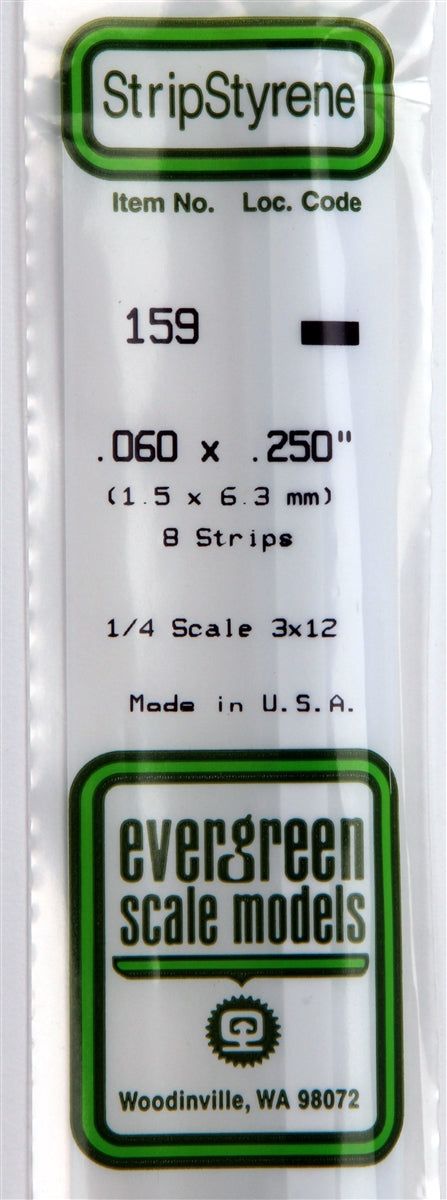 StripStyrene
Item No. Loc. Code
159
.060 x .250"
(1.5 x 6.3 mm)
8 Strips
1/4 Scale 3x12
Made in U.S.A.
evergreen
scale models
Woodinville, WA 98072